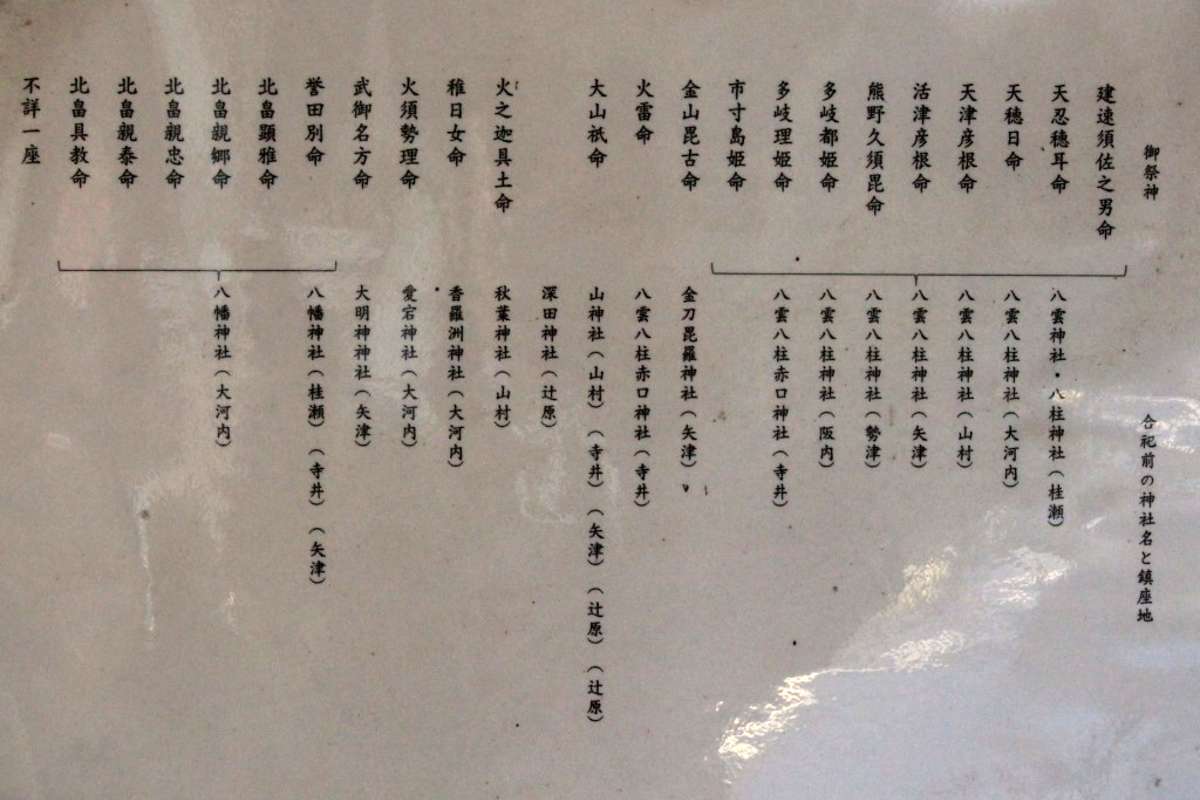 御祭神
合祀前の神社名と鎮座地
建速須佐之男命
天忍穂耳命
八雲神社・八柱神社(桂瀬)
天穂日命
八雲八柱神社(大河内)
天津彦根命
八雲八柱神社(山村)
活津彦根命
八雲八柱神社(矢津)
熊野久須毘命
八雲八柱神社(勢津)
多岐都姫命
八雲八柱神社(阪内)
多岐理姫命
八雲八柱赤口神社(寺井)
市寸島姫命
金山毘古命
金刀毘羅神社(矢津)
火雷命
八雲八柱赤口神社(寺井)
大山祇命
山神社(山村)(寺井)(矢津)(辻原)(辻原)
深田神社(辻原)
火之迦具土命
秋葉神社(山村)
稚日女命
香羅洲神社(大河内)
火須勢理命
愛宕神社(大河内)
武御名方命
大明神神社(矢津)
誉田別命
八幡神社(桂瀬)(寺井)(矢津)
北畠顕雅命
北畠親郷命
八幡神社(大河内)
北畠親忠命
北畠親泰命
北畠具教命
不詳一座